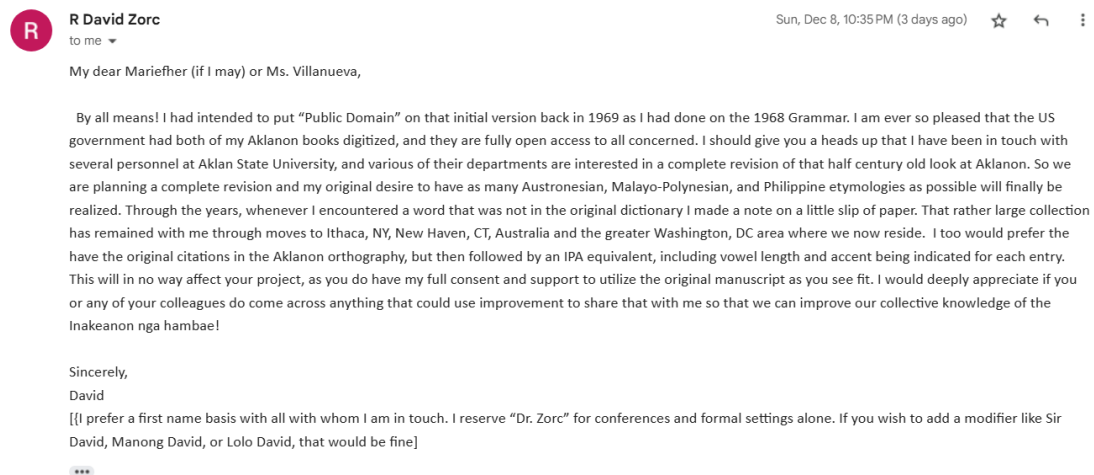 R
R David Zorc
Sun, Dec 8, 10:35 PM (3 days ago)
to me
My dear Mariefher (if I may) or Ms. Villanueva,
By all means! I had intended to put “Public Domain” on that initial version back in 1969 as I had done on the 1968 Grammar. I am ever so pleased that the US
government had both of my Aklanon books digitized, and they are fully open access to all concerned. I should give you a heads up that I have been in touch with
several personnel at Aklan State University, and various of their departments are interested in a complete revision of that half century old look at Aklanon. So we
are planning a complete revision and my original desire to have as many Austronesian, Malayo-Polynesian, and Philippine etymologies as possible will finally be
realized. Through the years, whenever I encountered a word that was not in the original dictionary I made a note on a little slip of paper. That rather large collection
has remained with me through moves to Ithaca, NY, New Haven, CT, Australia and the greater Washington, DC area where we now reside. I too would prefer the
have the original citations in the Aklanon orthography, but then followed by an IPA equivalent, including vowel length and accent being indicated for each entry.
This will in no way affect your project, as you do have my full consent and support to utilize the original manuscript as you see fit. I would deeply appreciate if you
or any of your colleagues do come across anything that could use improvement to share that with me so that we can improve our collective knowledge of the
Inakeanon nga hambae!
Sincerely,
David
[{I prefer a first name basis with all with whom I am in touch. I reserve “Dr. Zorc” for conferences and formal settings alone. If you wish to add a modifier like Sir
David, Manong David, or Lolo David, that would be fine]